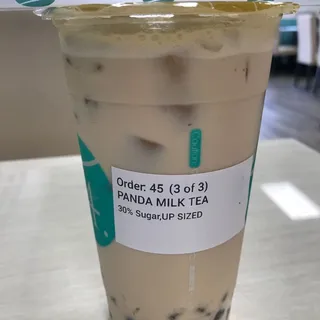 Order: 45 (3 of 3)
PANDA MILK TEA
30% Sugar,UP SIZED